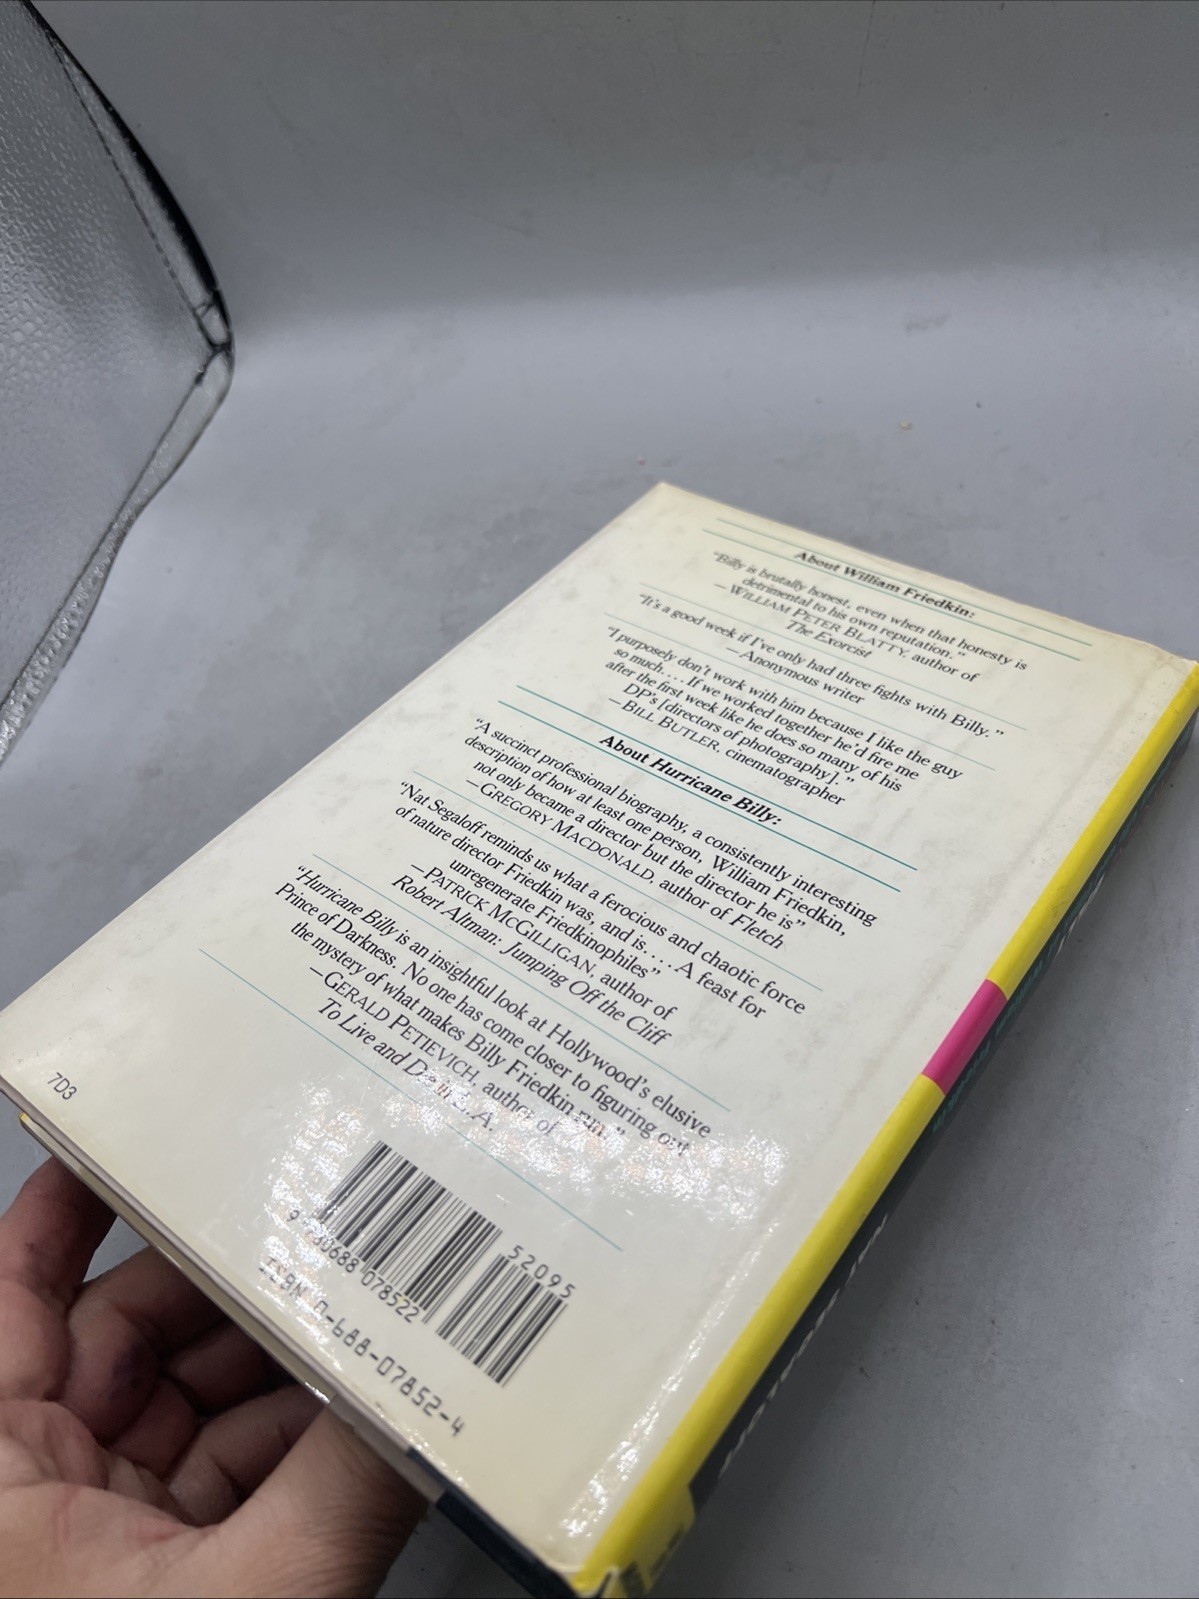 About William Friedkin:
"Billy is brutally honest, even when that honesty is
detrimental to his own reputation."
—WILLIAM PETER BLATTY, author of
The Exorcist
"It's a good week if I've only had three fights with Billy."
—Anonymous writer
"I purposely don't work with him because I like the guy
so much.... If we worked together he'd fire me
after the first week like he does so many of his
DP's [directors of photography]."
—BILL BUTLER, cinematographer
About Hurricane Billy:
"A succinct professional biography, a consistently interesting
description of how at least one person, William Friedkin,
not only became a director but the director he is"
—GREGORY MACDONALD, author of Fletch
"Nat Segaloff reminds us what a ferocious and chaotic force
of nature director Friedkin was, and is.... A feast for
unregenerate Friedkinophiles"
—PATRICK MCGILLIGAN, author of
Robert Altman: Jumping Off the Cliff
"Hurricane Billy is an insightful look at Hollywood's elusive
Prince of Darkness. No one has come closer to figuring out
the mystery of what makes Billy Friedkin run."
—GERALD PETIEVICH, author of
To Live and Die in L.A.
7D3
52095
9 780688 078522
ISBN 0-688-07852-4